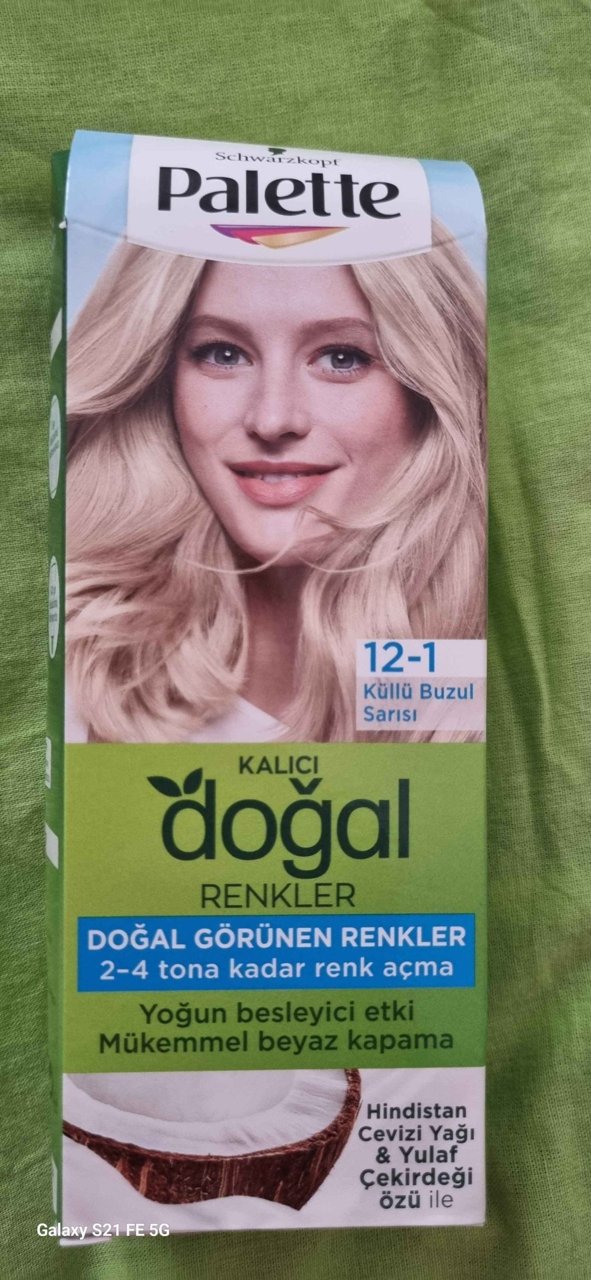 Schwarzkopf
Palette
12-1
Küllü Buzul
Sarısı
KALICI
doğal
RENKLER
DOĞAL GÖRÜNEN RENKLER
2-4 tona kadar renk açma
Yoğun besleyici etki
Mükemmel beyaz kapama
Hindistan
Cevizi Yağı
& Yulaf
Çekirdeği
özü ile
Galaxy S21 FE 5G